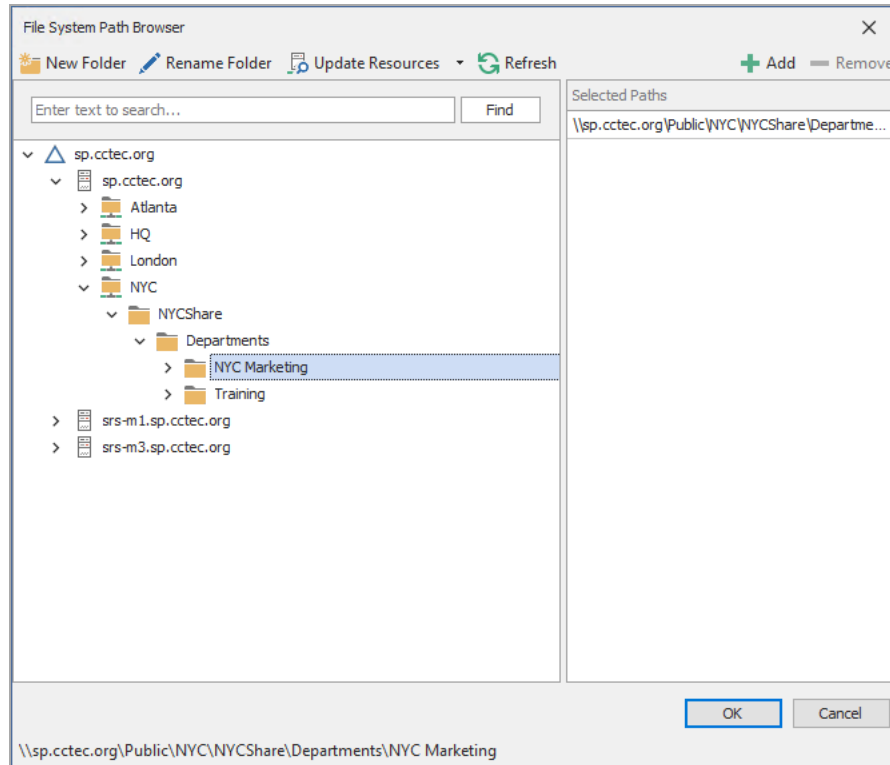 File System Path Browser
New Folder Rename Folder Update Resources Refresh Add Remove
Enter text to search... Find
Selected Paths
\\sp.cctec.org\Public\NYC\NYCShare\Departme...
sp.cctec.org
sp.cctec.org
Atlanta
HQ
London
NYC
NYCShare
Departments
NYC Marketing
Training
srs-m1.sp.cctec.org
srs-m3.sp.cctec.org
OK Cancel
\\sp.cctec.org\Public\NYC\NYCShare\Departments\NYC Marketing